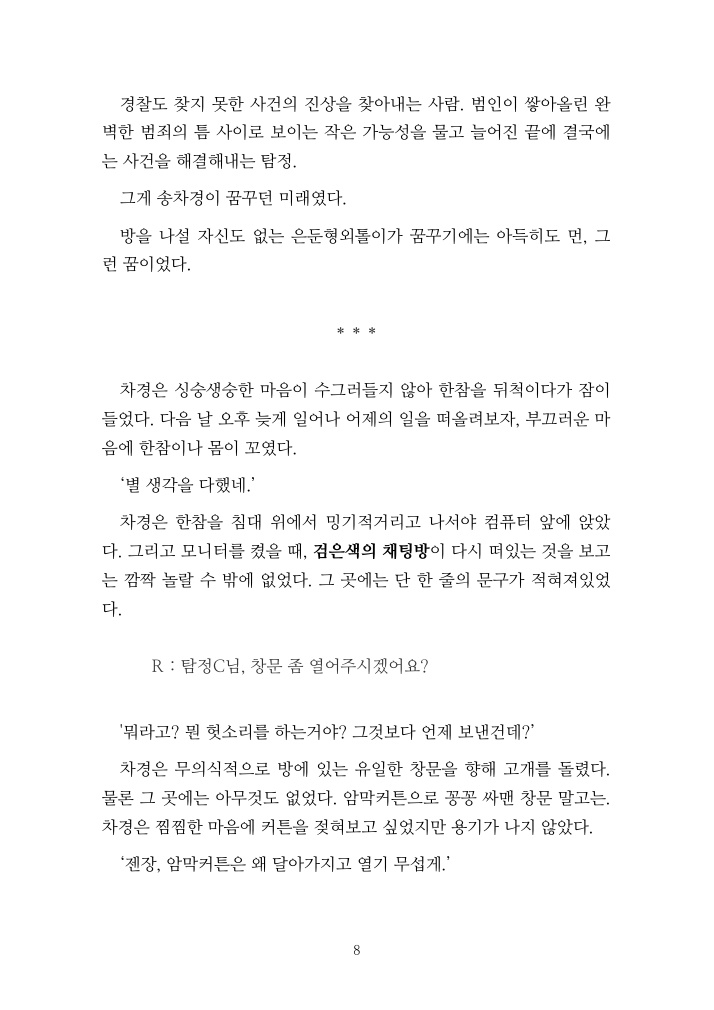 경찰도 찾지 못한 사건의 진상을 찾아내는 사람. 범인이 쌓아올린 완
벽한 범죄의 틈 사이로 보이는 작은 가능성을 물고 늘어진 끝에 결국에
는 사건을 해결해내는 탐정.
그게 송차경이 꿈꾸던 미래였다.
방을 나설 자신도 없는 은둔형외톨이가 꿈꾸기에는 아득히도 먼, 그
런 꿈이었다.
* * *
차경은 싱숭생숭한 마음이 수그러들지 않아 한참을 뒤척이다가 잠이
들었다. 다음 날 오후 늦게 일어나 어제의 일을 떠올려보자, 부끄러운 마
음에 한참이나 몸이 꼬였다.
‘별 생각을 다했네.’
차경은 한참을 침대 위에서 밍기적거리고 나서야 컴퓨터 앞에 앉았
다. 그리고 모니터를 켰을 때, 검은색의 채팅방이 다시 떠있는 것을 보고
는 깜짝 놀랄 수 밖에 없었다. 그 곳에는 단 한 줄의 문구가 적혀져있었
다.
R : 탐정C님, 창문 좀 열어주시겠어요?
'뭐라고? 뭔 헛소리를 하는거야? 그것보다 언제 보낸건데?’
차경은 무의식적으로 방에 있는 유일한 창문을 향해 고개를 돌렸다.
물론 그 곳에는 아무것도 없었다. 암막커튼으로 꽁꽁 싸맨 창문 말고는.
차경은 찜찜한 마음에 커튼을 젖혀보고 싶었지만 용기가 나지 않았다.
‘젠장, 암막커튼은 왜 달아가지고 열기 무섭게.’
8